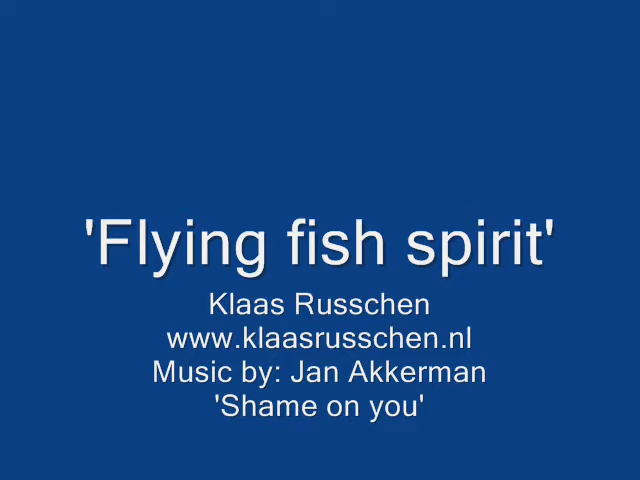 'Flying fish spirit'
Klaas Russchen
www.klaasrusschen.nl
Music by: Jan Akkerman
'Shame on you'